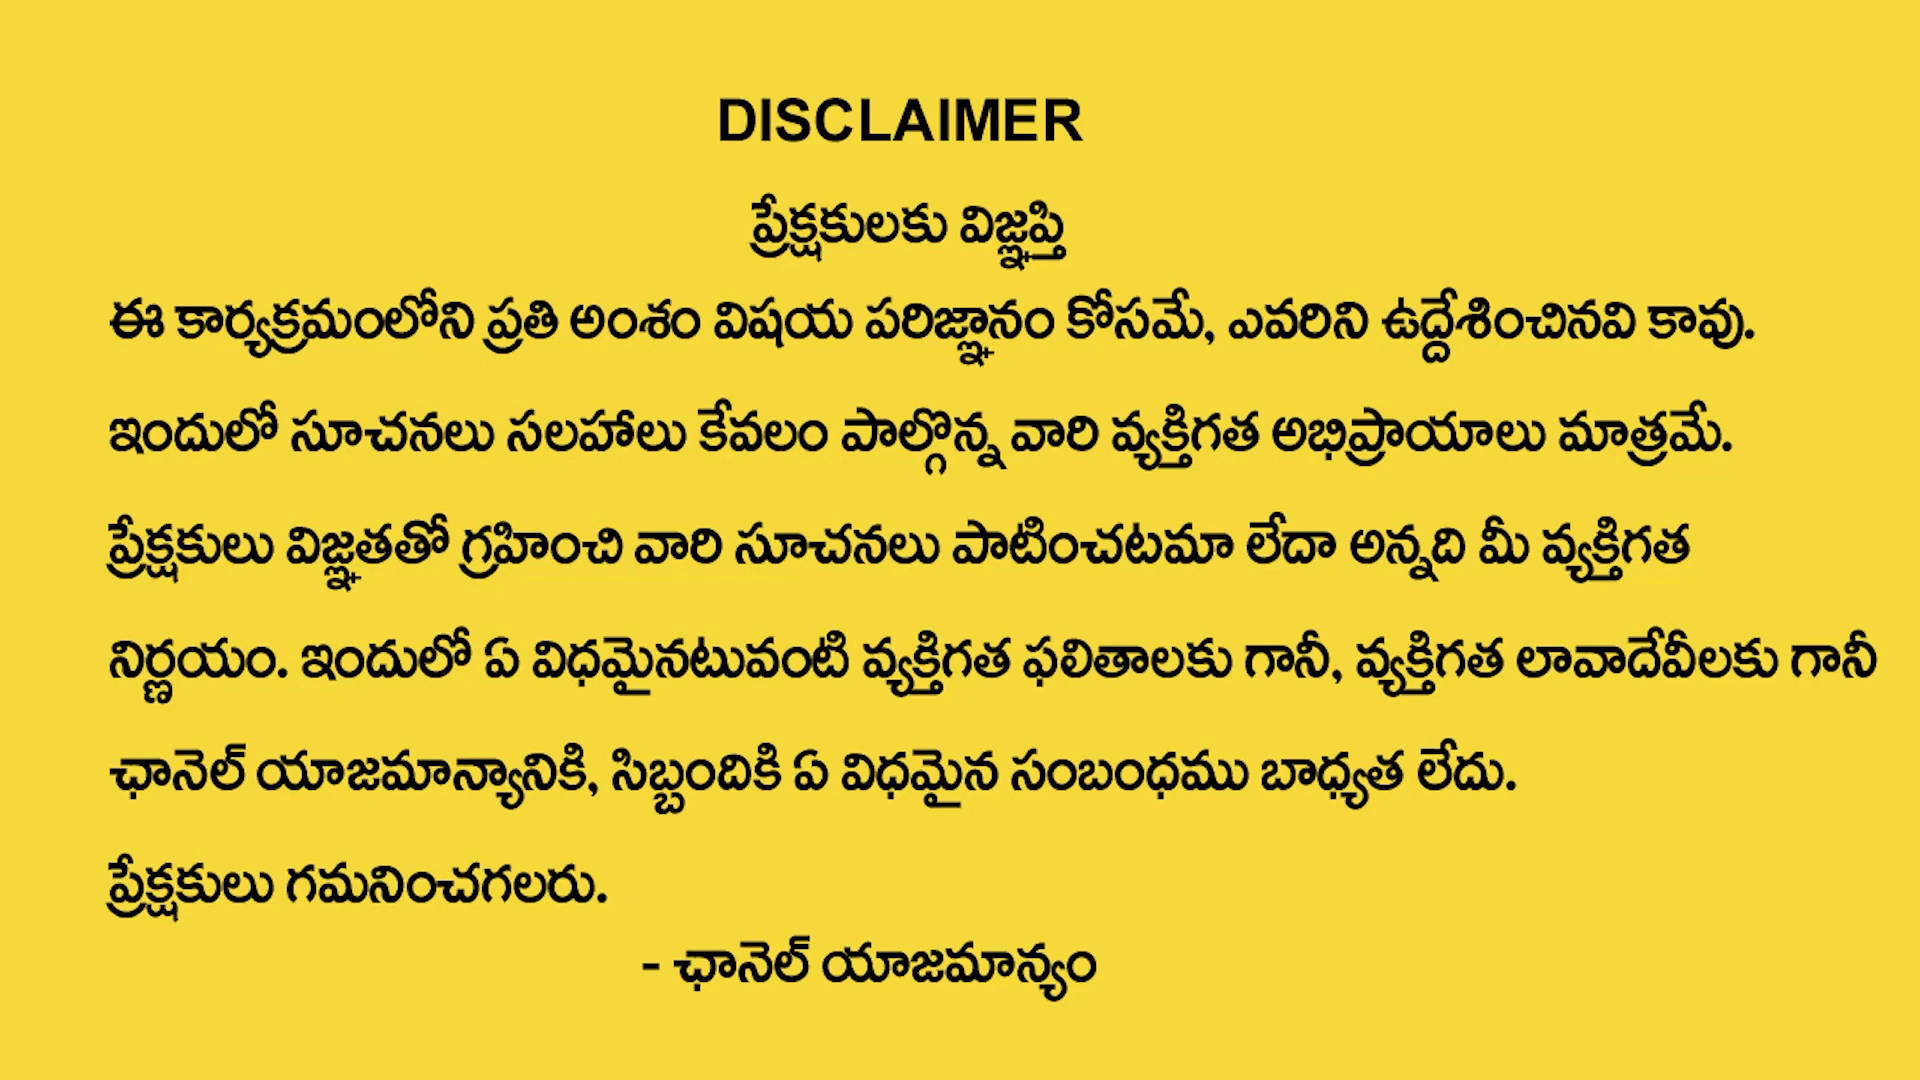 DISCLAIMER
ప్రేక్షకులకు విజ్ఞప్తి
ఈ కార్యక్రమంలోని ప్రతి అంశం విషయ పరిజ్ఞానం కోసమే, ఎవరిని ఉద్దేశించినవి కావు.
ఇందులో సూచనలు సలహాలు కేవలం పాల్గొన్న వారి వ్యక్తిగత అభిప్రాయాలు మాత్రమే.
ప్రేక్షకులు విజ్ఞతతో గ్రహించి వారి సూచనలు పాటించటమా లేదా అన్నది మీ వ్యక్తిగత
నిర్ణయం. ఇందులో ఏ విధమైనటువంటి వ్యక్తిగత ఫలితాలకు గానీ, వ్యక్తిగత లావాదేవీలకు గానీ
ఛానెల్ యాజమాన్యానికి, సిబ్బందికి ఏ విధమైన సంబంధము బాధ్యత లేదు.
ప్రేక్షకులు గమనించగలరు.
- ఛానెల్ యాజమాన్యం